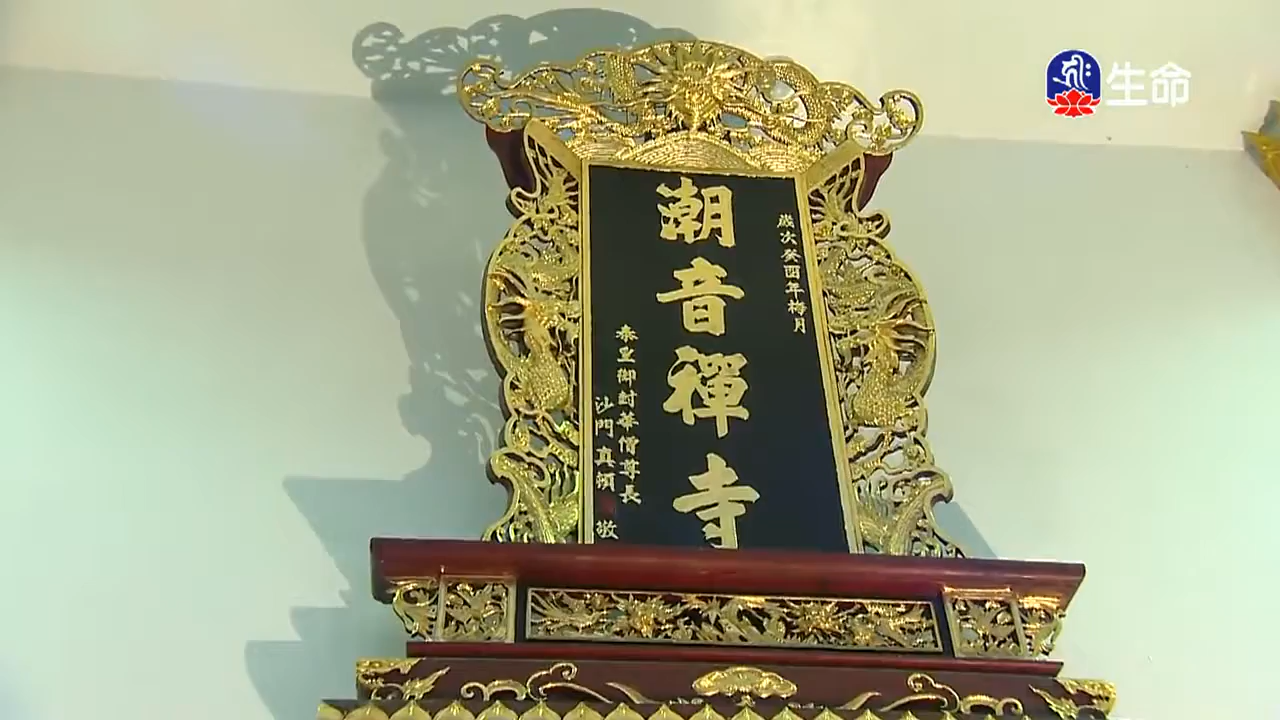 生命
歲次癸酉年梅月
潮音禪寺
泰皇御封華僧尊長
沙門真頓 敬